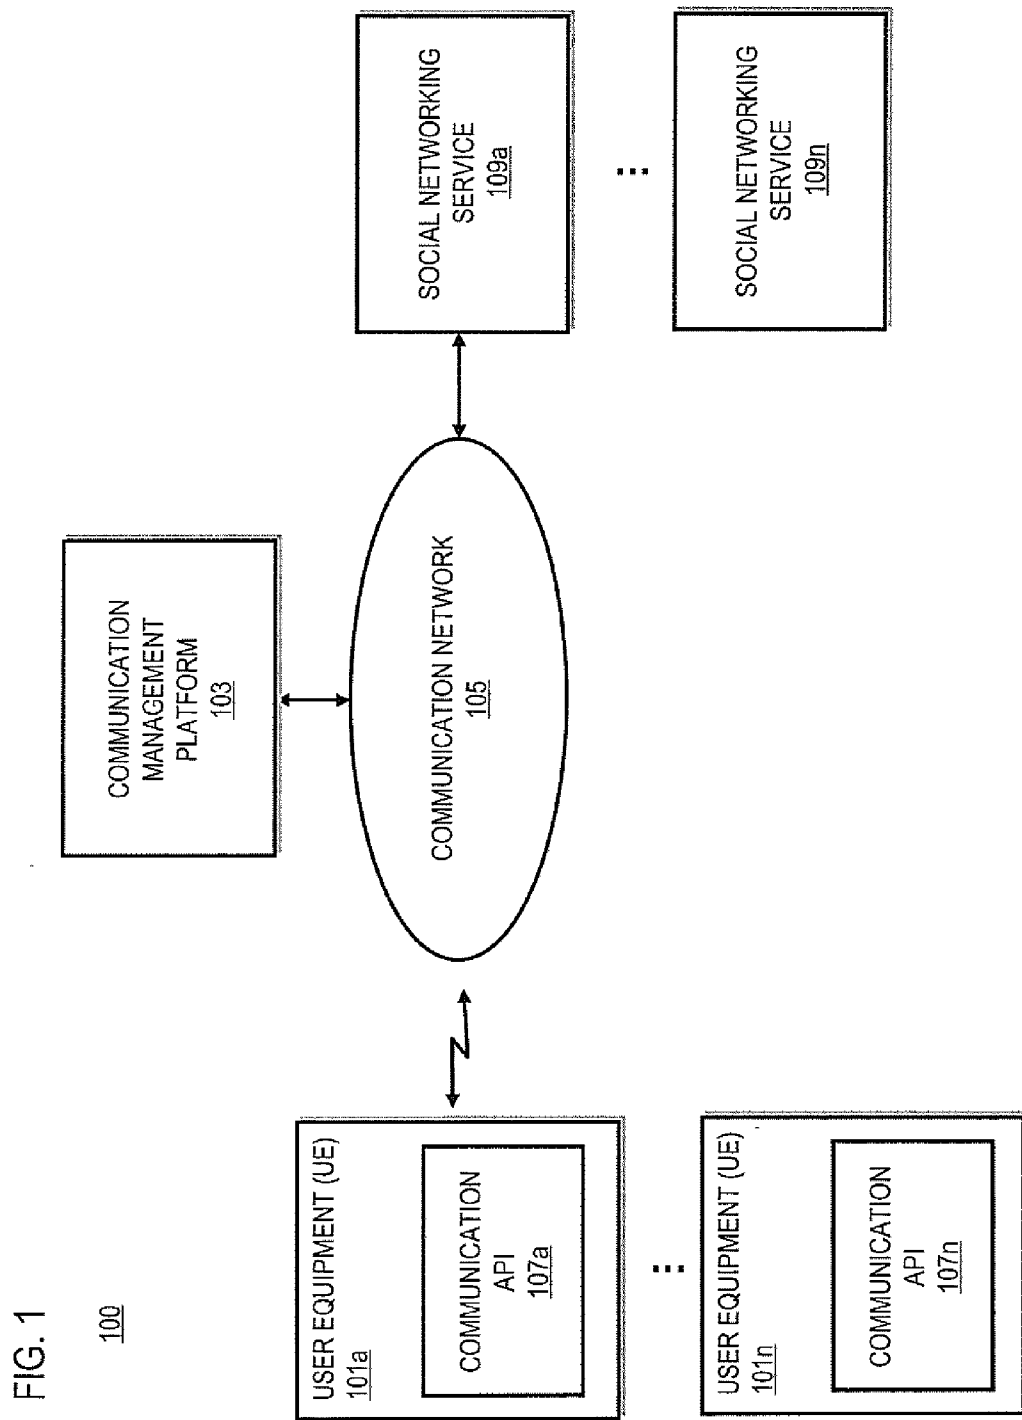 FIG. 1
100
COMMUNICATION
MANAGEMENT
PLATFORM
103
USER EQUIPMENT (UE)
101a
COMMUNICATION
API
107a
...
USER EQUIPMENT (UE)
101n
COMMUNICATION
API
107n
COMMUNICATION NETWORK
105
SOCIAL NETWORKING
SERVICE
109a
...
SOCIAL NETWORKING
SERVICE
109n